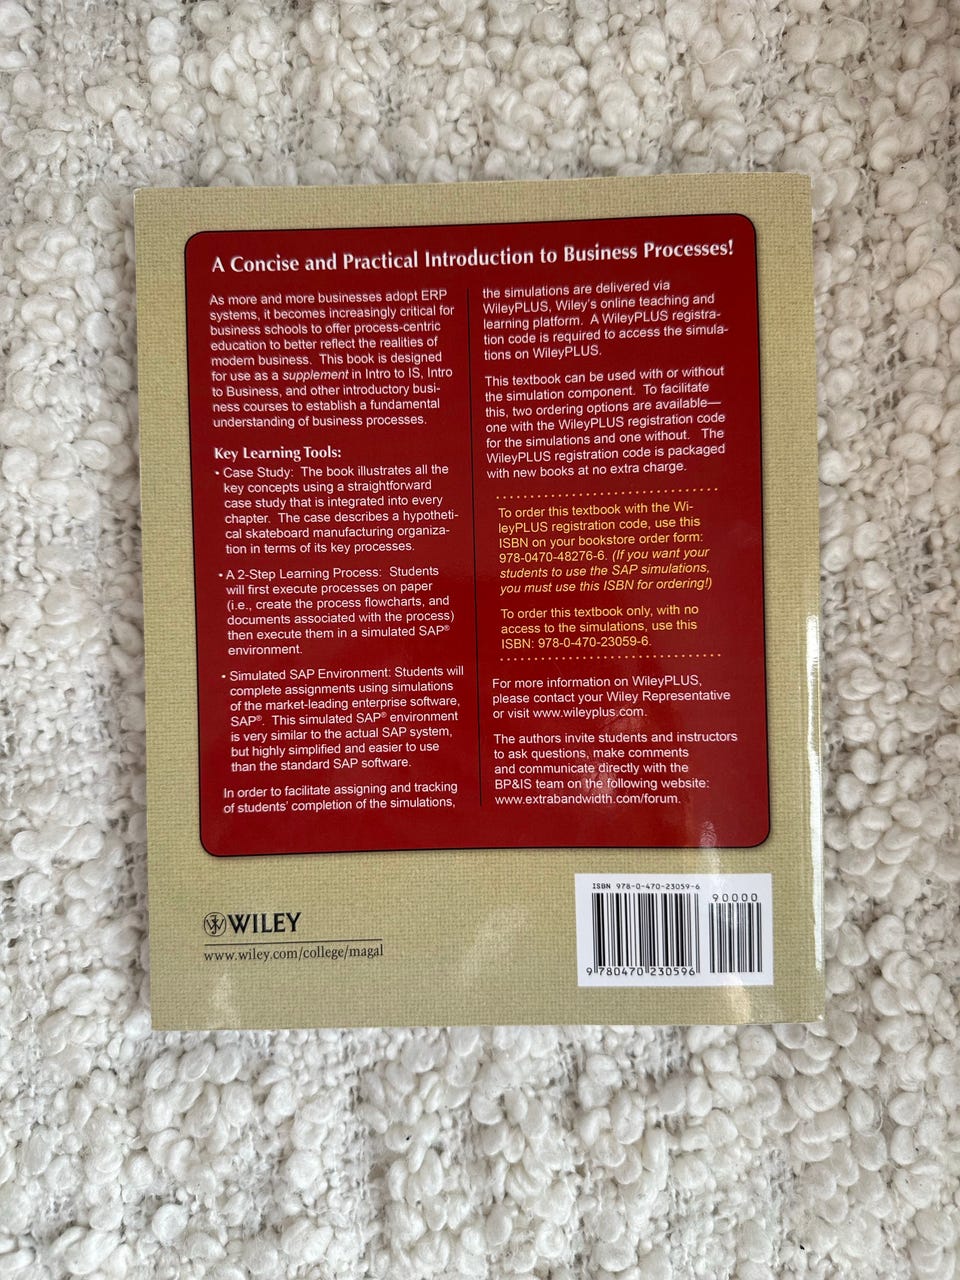 A Concise and Practical Introduction to Business Processes!
As more and more businesses adopt ERP
systems, it becomes increasingly critical for
business schools to offer process-centric
education to better reflect the realities of
modern business. This book is designed
for use as a supplement in Intro to IS, Intro
to Business, and other introductory busi-
ness courses to establish a fundamental
understanding of business processes.
Key Learning Tools:
• Case Study: The book illustrates all the
key concepts using a straightforward
case study that is integrated into every
chapter. The case describes a hypotheti-
cal skateboard manufacturing organiza-
tion in terms of its key processes.
• A 2-Step Learning Process: Students
will first execute processes on paper
(i.e., create the process flowcharts, and
documents associated with the process)
then execute them in a simulated SAP®
environment.
• Simulated SAP Environment: Students will
complete assignments using simulations
of the market-leading enterprise software,
SAP®. This simulated SAP® environment
is very similar to the actual SAP system,
but highly simplified and easier to use
than the standard SAP software.
In order to facilitate assigning and tracking
of students' completion of the simulations,
the simulations are delivered via
WileyPLUS, Wiley's online teaching and
learning platform. A WileyPLUS registra-
tion code is required to access the simula-
tions on WileyPLUS.
This textbook can be used with or without
the simulation component. To facilitate
this, two ordering options are available—
one with the WileyPLUS registration code
for the simulations and one without. The
WileyPLUS registration code is packaged
with new books at no extra charge.
To order this textbook with the Wi-
leyPLUS registration code, use this
ISBN on your bookstore order form:
978-0470-48276-6. (If you want your
students to use the SAP simulations,
you must use this ISBN for ordering!)
To order this textbook only, with no
access to the simulations, use this
ISBN: 978-0-470-23059-6.
For more information on WileyPLUS,
please contact your Wiley Representative
or visit www.wileyplus.com.
The authors invite students and instructors
to ask questions, make comments
and communicate directly with the
BP&IS team on the following website:
www.extrabandwidth.com/forum.
WILEY
www.wiley.com/college/magal
ISBN 978-0-470-23059-6
90000
9 780470 230596